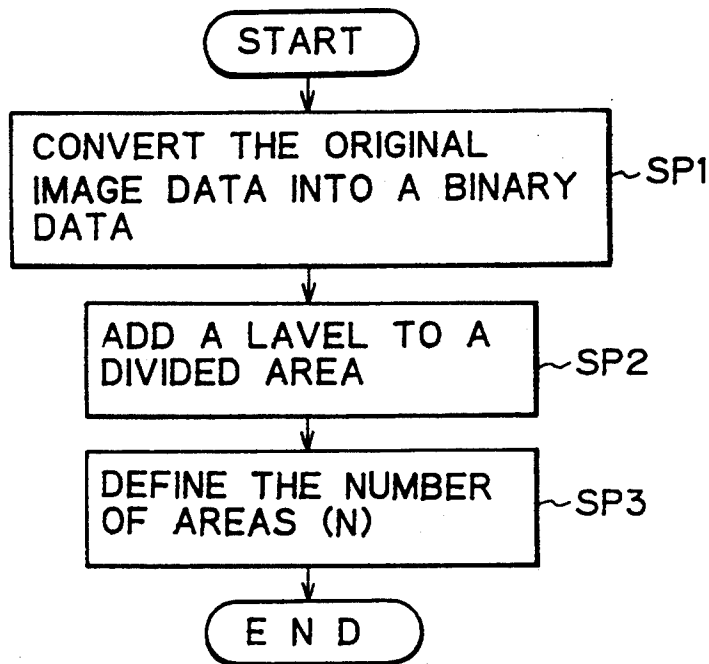 START
CONVERT THE ORIGINAL
IMAGE DATA INTO A BINARY
DATA
SP1
ADD A LAVEL TO A
DIVIDED AREA
SP2
DEFINE THE NUMBER
OF AREAS (N)
SP3
E N D